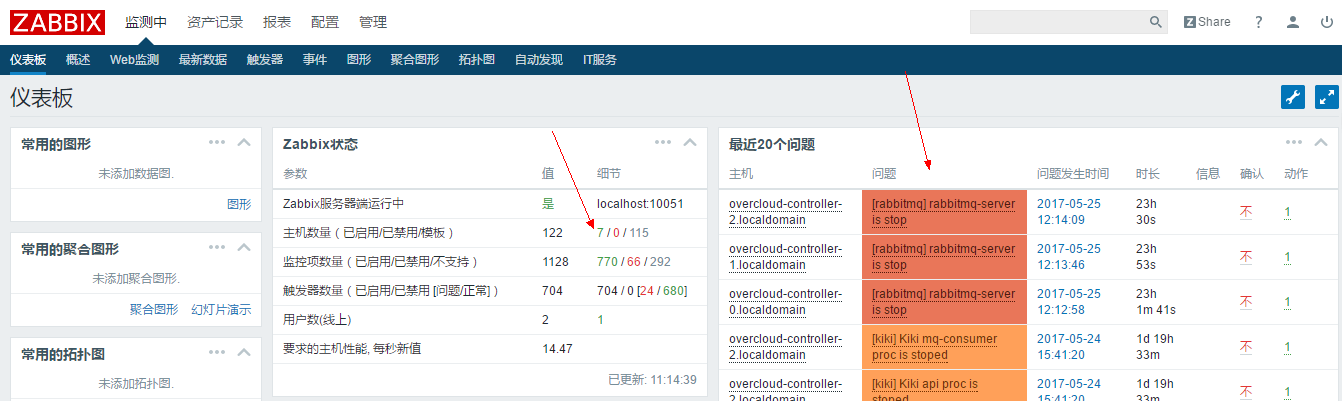 ZABBIX 监测中 资产记录 报表 配置 管理 Z Share ?
仪表板 概述 Web监测 最新数据 触发器 事件 图形 聚合图形 拓扑图 自动发现 IT服务
仪表板
常用的图形
未添加数据图.
图形
常用的聚合图形
未添加聚合图形.
聚合图形 幻灯片演示
常用的拓扑图
未添加拓扑图.
Zabbix状态
参数 值 细节
Zabbix服务器端运行中 是 localhost:10051
主机数量（已启用/已禁用/模板） 122 7 / 0 / 115
监控项数量（已启用/已禁用/不支持） 1128 770 / 66 / 292
触发器数量（已启用/已禁用 [问题/正常]） 704 704 / 0 [24 / 680]
用户数(线上) 2 1
要求的主机性能, 每秒新值 14.47
已更新: 11:14:39
最近20个问题
主机 问题 问题发生时间 时长 信息 确认 动作
overcloud-controller- [rabbitmq] rabbitmq-server 2017-05-25 23h 不 1
2.localdomain is stop 12:14:09 30s
overcloud-controller- [rabbitmq] rabbitmq-server 2017-05-25 23h 不 1
1.localdomain is stop 12:13:46 53s
overcloud-controller- [rabbitmq] rabbitmq-server 2017-05-25 23h 不 1
0.localdomain is stop 12:12:58 1m 41s
overcloud-controller- [kiki] Kiki mq-consumer 2017-05-24 1d 19h 不 1
2.localdomain proc is stoped 15:41:20 33m
overcloud-controller- [kiki] Kiki api proc is 2017-05-24 1d 19h 不 1
2.localdomain stoped 15:41:20 33m